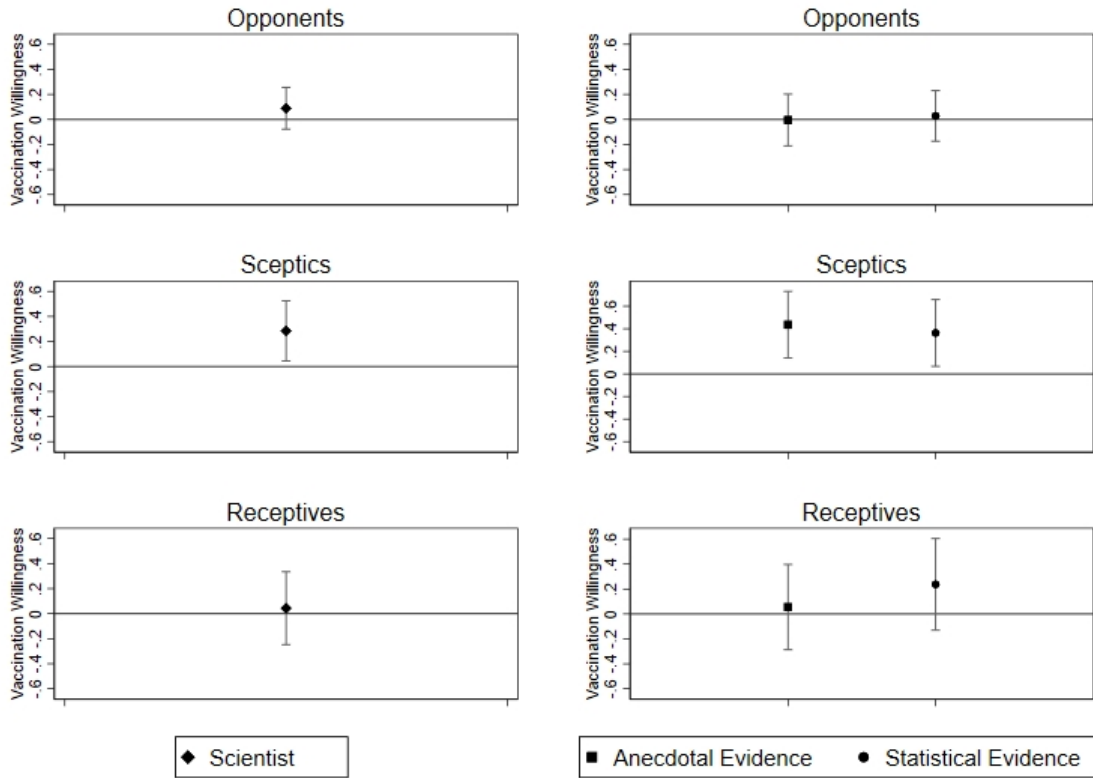 Opponents
Vaccination Willingness
-.6 -.4 -.2 0 .2 .4 .6
Opponents
Vaccination Willingness
-.6 -.4 -.2 0 .2 .4 .6
Sceptics
Vaccination Willingness
-.6 -.4 -.2 0 .2 .4 .6
Sceptics
Vaccination Willingness
-.6 -.4 -.2 0 .2 .4 .6
Receptives
Vaccination Willingness
-.6 -.4 -.2 0 .2 .4 .6
Receptives
Vaccination Willingness
-.6 -.4 -.2 0 .2 .4 .6
Scientist
Anecdotal Evidence Statistical Evidence